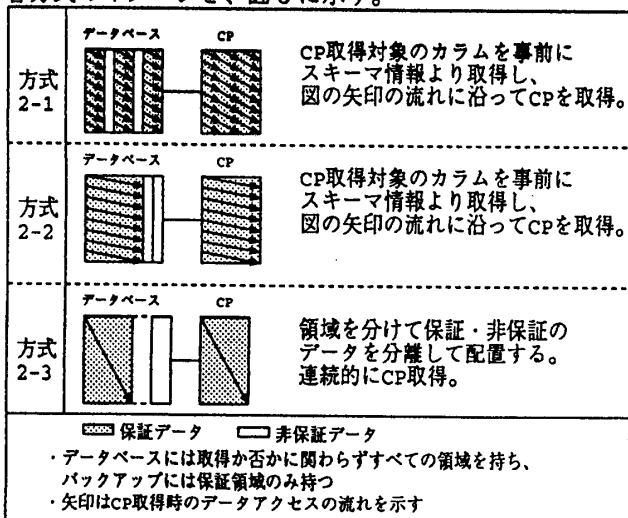 データベース CP
方式
2-1
CP取得対象のカラムを事前に
スキーマ情報より取得し、
図の矢印の流れに沿ってCPを取得。
データベース CP
方式
2-2
CP取得対象のカラムを事前に
スキーマ情報より取得し、
図の矢印の流れに沿ってCPを取得。
データベース CP
方式
2-3
領域を分けて保証・非保証の
データを分離して配置する。
連続的にCP取得。
保証データ 非保証データ
・データベースには取得か否かに関わらずすべての領域を持ち、
バックアップには保証領域のみ持つ
・矢印はCP取得時のデータアクセスの流れを示す